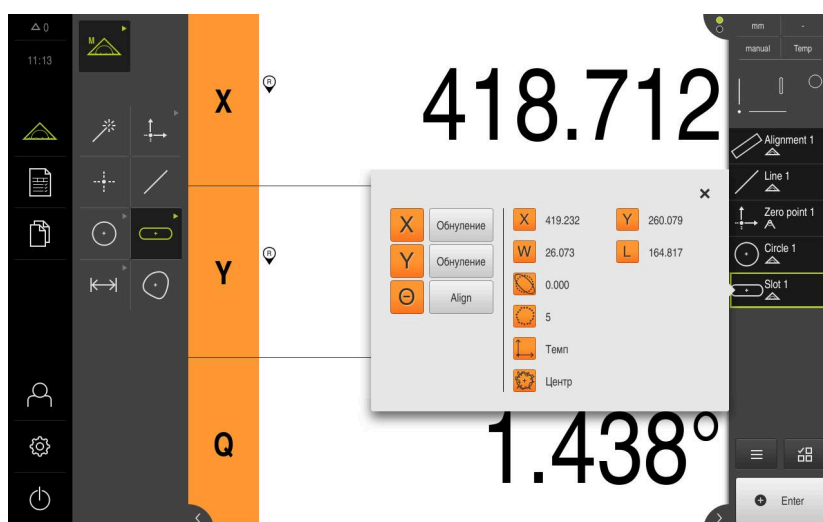 0
11:13
M
X
R
418.712
Y
R
Q
1.438°
X Обнуление
Y Обнуление
Θ Align
X 419.232 Y 260.079
W 26.073 L 164.817
0.000
5
Темп
Центр
mm -
manual Temp
Alignment 1
Line 1
Zero point 1
Circle 1
Slot 1
Enter